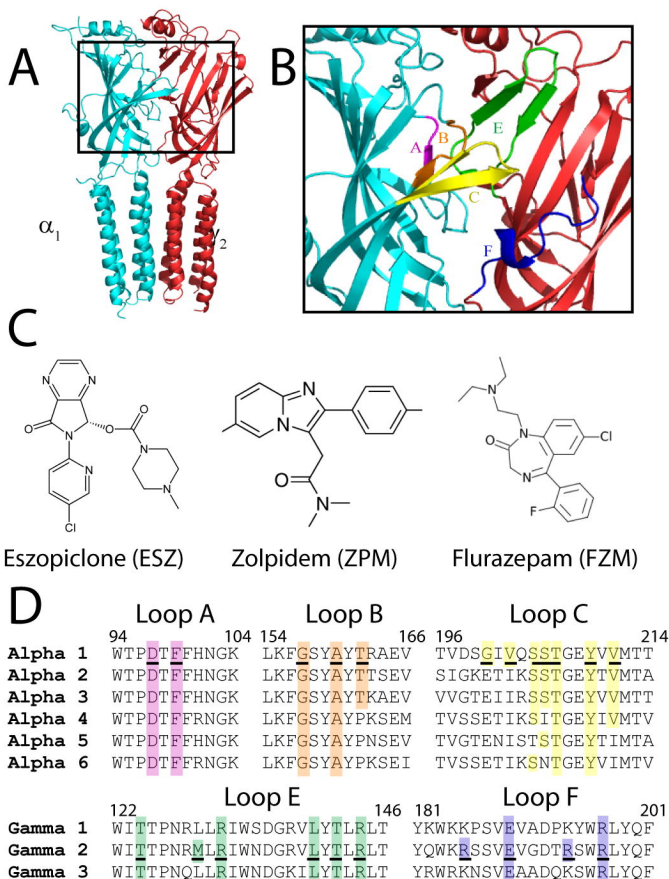 A
B
α1
γ2
A
B
E
C
F
C
N
N
O
O
N
O
N
N
N
Cl
N
N
O
N
N
O
N
N
Cl
N
F
Eszopiclone (ESZ) Zolpidem (ZPM) Flurazepam (FZM)
D
Loop A Loop B Loop C
94 104 154 166 196 214
Alpha 1 WTPDTFFHNGK LKFGSYAYTRAEV TVDSGIVQSSTGEYVVMTT
Alpha 2 WTPDTFFHNGK LKFGSYAYTTSEV SIGKETIKSSTGEYTVMTA
Alpha 3 WTPDTFFHNGK LKFGSYAYTKAEV VVGTEIIRSSTGEYVVMTT
Alpha 4 WTPDTFFRNGK LKFGSYAYPKSEM TVSSETIKSITGEYIVMTV
Alpha 5 WTPDTFFHNGK LKFGSYAYPNSEV TVGTENISTSTGEYTIMTA
Alpha 6 WTPDTFFRNGK LKFGSYAYPKSEI TVSSETIKSNTGEYVIMTV
Loop E Loop F
122 146 181 201
Gamma 1 WITTPNRLLRIWSDGRVLYTLRLT YKWKKPSVEVADPKYWRLYQF
Gamma 2 WITTPNRMLRIWNDGRVLYTLRLT YQWKRSSVEVGDTRSWRLYQF
Gamma 3 WITTPNQLLRIWNDGKILYTLRLT YRWRKNSVEAADQKSWRLYQF